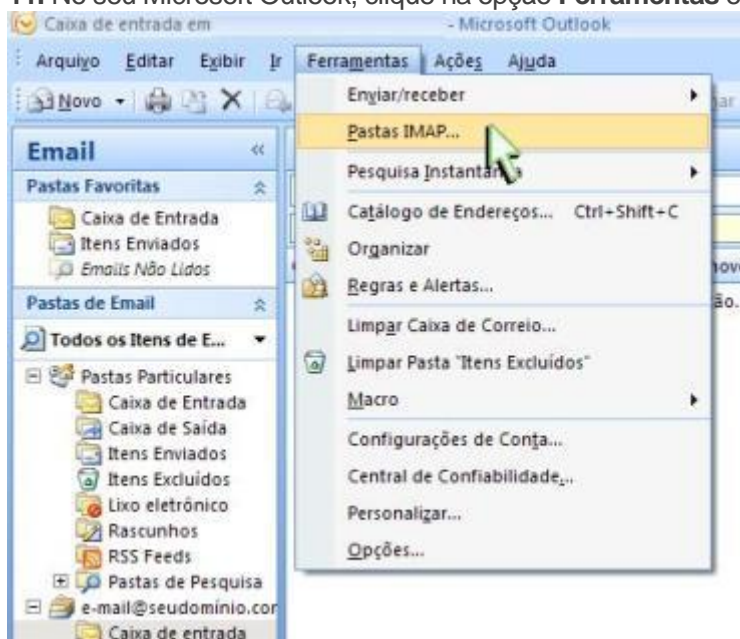 No seu Microsoft Outlook, clique na opção Ferramentas
Caixa de entrada em - Microsoft Outlook
Arquivo Editar Exibir Ir Ferramentas Ações Ajuda
Novo
Enviar/receber
Pastas IMAP...
Pesquisa
Catálogo de Endereços... Ctrl+Shift+C
Organizar
Regras e Alertas...
Limpar Caixa de Correio...
Limpar Pasta "Itens Excluídos"
Macro
Configurações de Conta...
Central de Confiabilidade...
Personalizar...
Opções...
Email
Pastas Favoritas
Caixa de Entrada
Itens Enviados
Emails Não Lidos
Pastas de Email
Todos os Itens de E...
Pastas Particulares
Caixa de Entrada
Caixa de Saída
Itens Enviados
Itens Excluídos
Lixo eletrônico
Rascunhos
RSS Feeds
Pastas de Pesquisa
e-mail@seudomínio.cor
Caixa de entrada